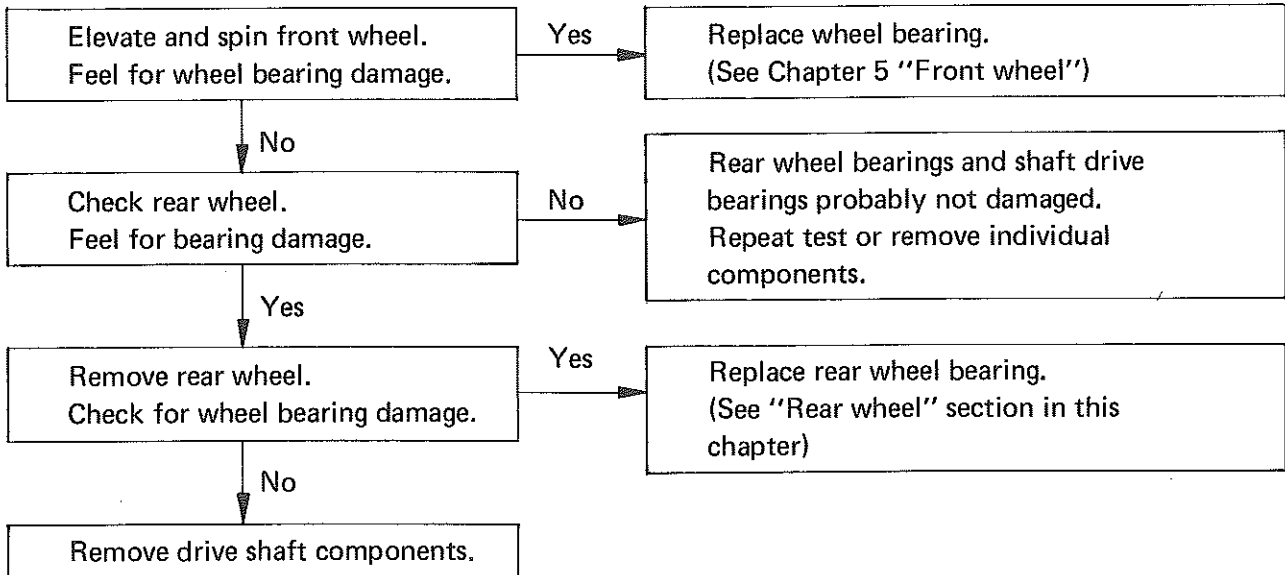 Elevate and spin front wheel.
Feel for wheel bearing damage.
Yes
Replace wheel bearing.
(See Chapter 5 "Front wheel")
No
Check rear wheel.
Feel for bearing damage.
No
Rear wheel bearings and shaft drive
bearings probably not damaged.
Repeat test or remove individual
components.
Yes
Remove rear wheel.
Check for wheel bearing damage.
Yes
Replace rear wheel bearing.
(See "Rear wheel" section in this
chapter)
No
Remove drive shaft components.